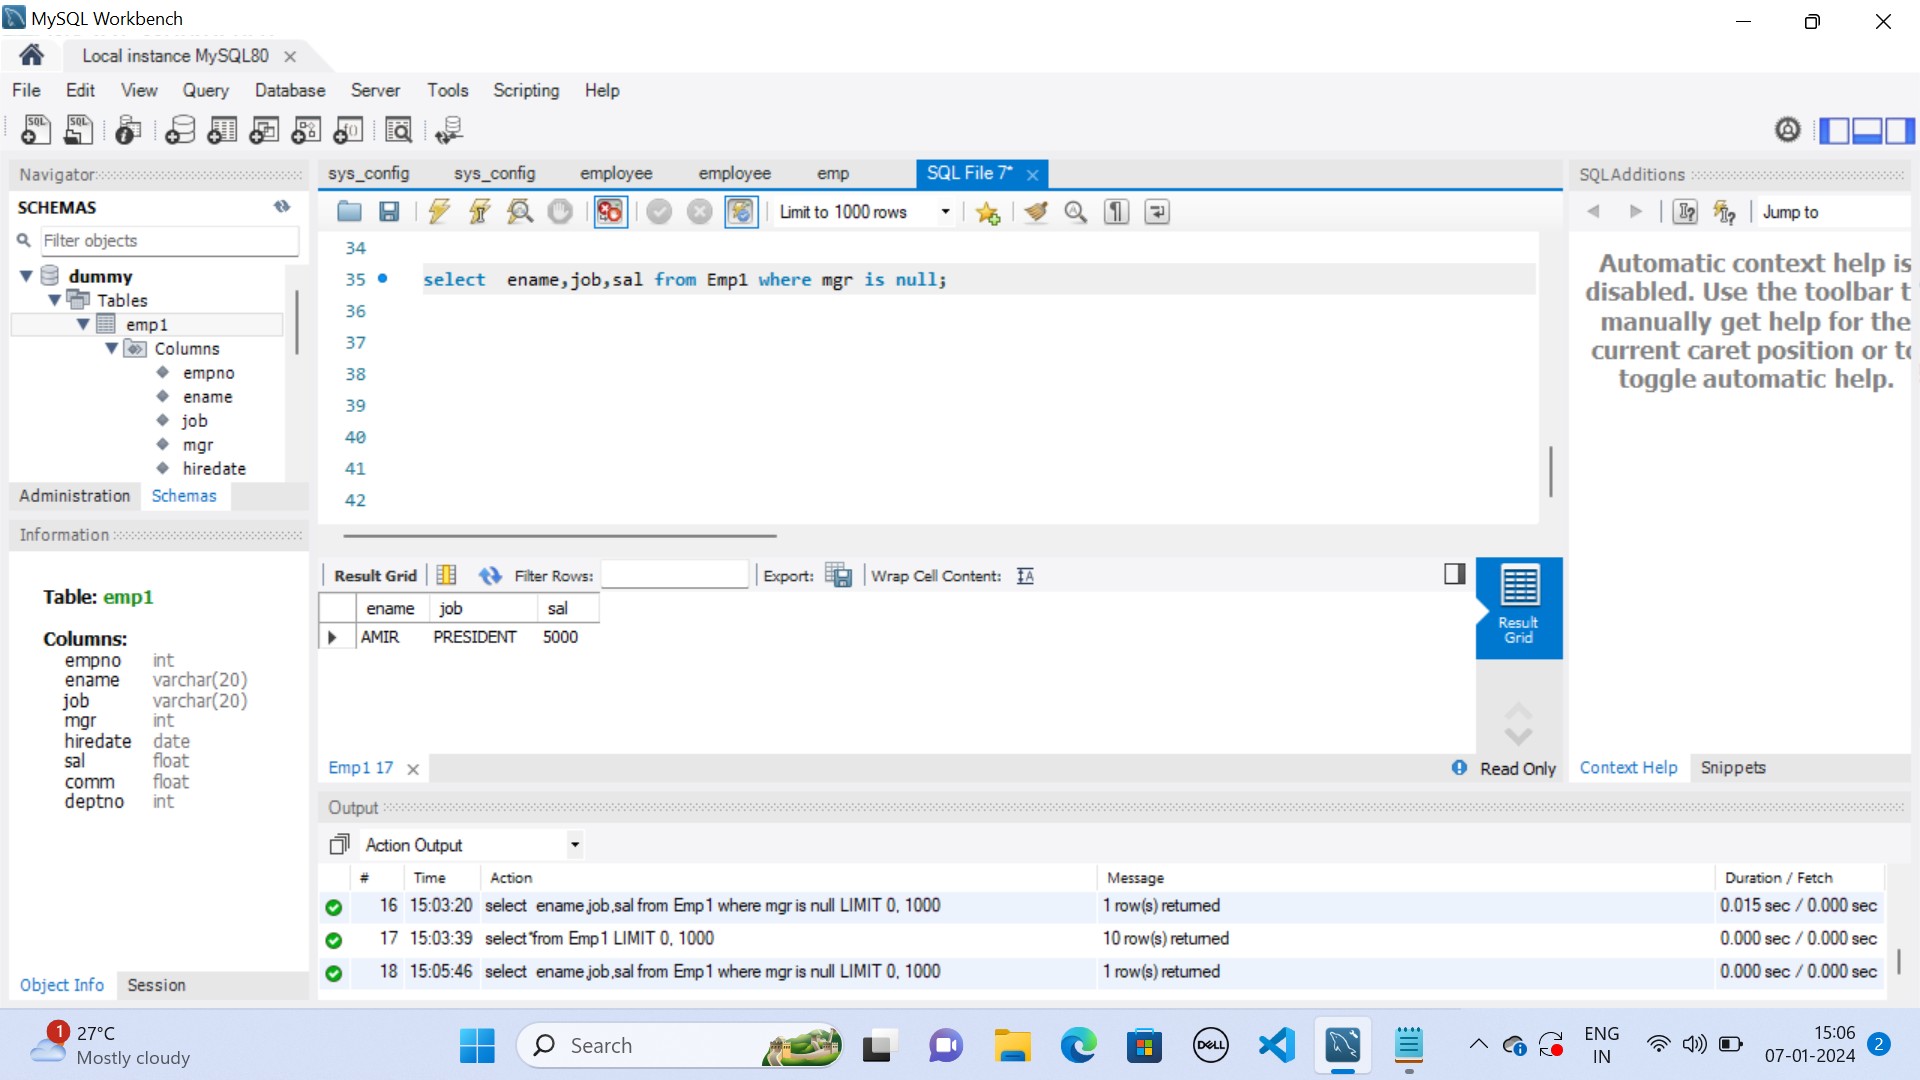 MySQL Workbench
Local instance MySQL80
File Edit View Query Database Server Tools Scripting Help
Navigator
SCHEMAS
Filter objects
dummy
Tables
emp1
Columns
empno
ename
job
mgr
hiredate
Administration Schemas
Information
Table: emp1
Columns:
empno int
ename varchar(20)
job varchar(20)
mgr int
hiredate date
sal float
comm float
deptno int
Object Info Session
sys_config sys_config employee employee emp SQL File 7*
Limit to 1000 rows
34
35 select ename,job,sal from Emp1 where mgr is null;
36
37
38
39
40
41
42
Result Grid Filter Rows: Export: Wrap Cell Content:
ename job sal
AMIR PRESIDENT 5000
Result
Grid
Emp1 17
Read Only
SQLAdditions
Jump to
Automatic context help is
disabled. Use the toolbar t
manually get help for the
current caret position or to
toggle automatic help.
Context Help Snippets
Output
Action Output
# Time Action Message Duration / Fetch
16 15:03:20 select ename,job,sal from Emp1 where mgr is null LIMIT 0, 1000 1 row(s) returned 0.015 sec / 0.000 sec
17 15:03:39 select*from Emp1 LIMIT 0, 1000 10 row(s) returned 0.000 sec / 0.000 sec
18 15:05:46 select ename,job,sal from Emp1 where mgr is null LIMIT 0, 1000 1 row(s) returned 0.000 sec / 0.000 sec
1
27°C
Mostly cloudy
Search
DELL
ENG
IN
15:06
07-01-2024
2